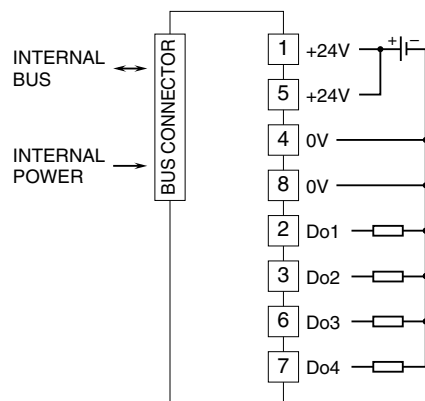 INTERNAL
BUS
INTERNAL
POWER
BUS CONNECTOR
1 +24V + −
5 +24V
4 0V
8 0V
2 Do1
3 Do2
6 Do3
7 Do4